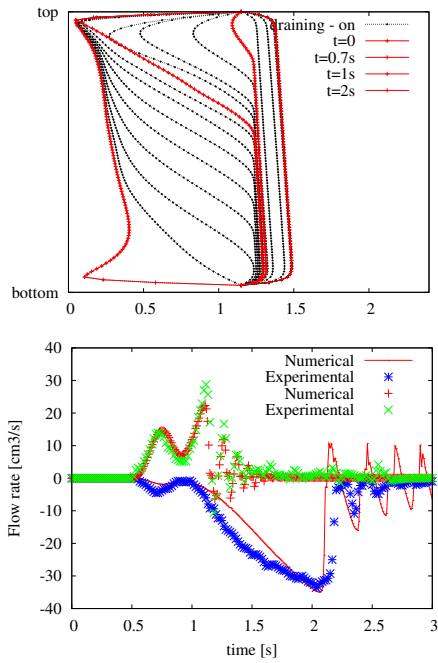 top
draining - on
t=0
t=0.7s
t=1s
t=2s
bottom
0 0.5 1 1.5 2
40
Numerical
30
Experimental
20
Numerical
10
Experimental
0
-10
-20
-30
-40
Flow rate [cm3/s]
0 0.5 1 1.5 2 2.5 3
time [s]